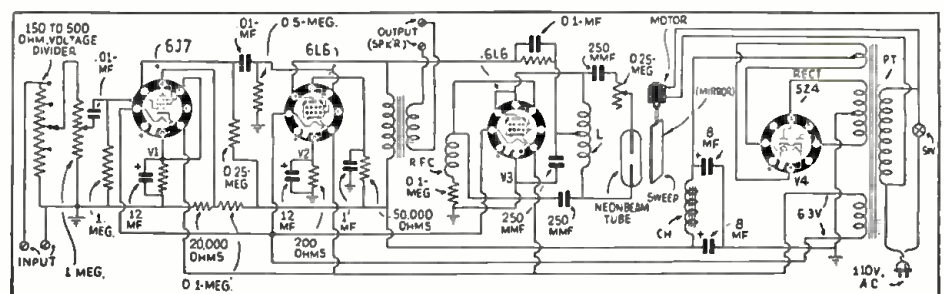 150 TO 500
OHM, VOLTAGE
DIVIDER
.01-
MF
6J7
.01-
MF
0.5-MEG.
6L6
OUTPUT
(SPK'R)
0.1-MF
.6L6
250
MMF
0.25-
MEG
MOTOR
(MIRROR)
RECT
5Z4
PT
SW
V1
V2
V3
V4
RFC
0.1-
MEG
L
8
MF
0.25-
MEG
1.
MEG.
12
MF
12
MF
1'
MF
50,000
OHMS
250
MMF
250
MMF
NEONBEAM
TUBE
SWEEP
CH
8
MF
6.3V
INPUT
1 MEG.
20,000
OHMS
0.1-MEG.
200
OHMS
110V.
A C